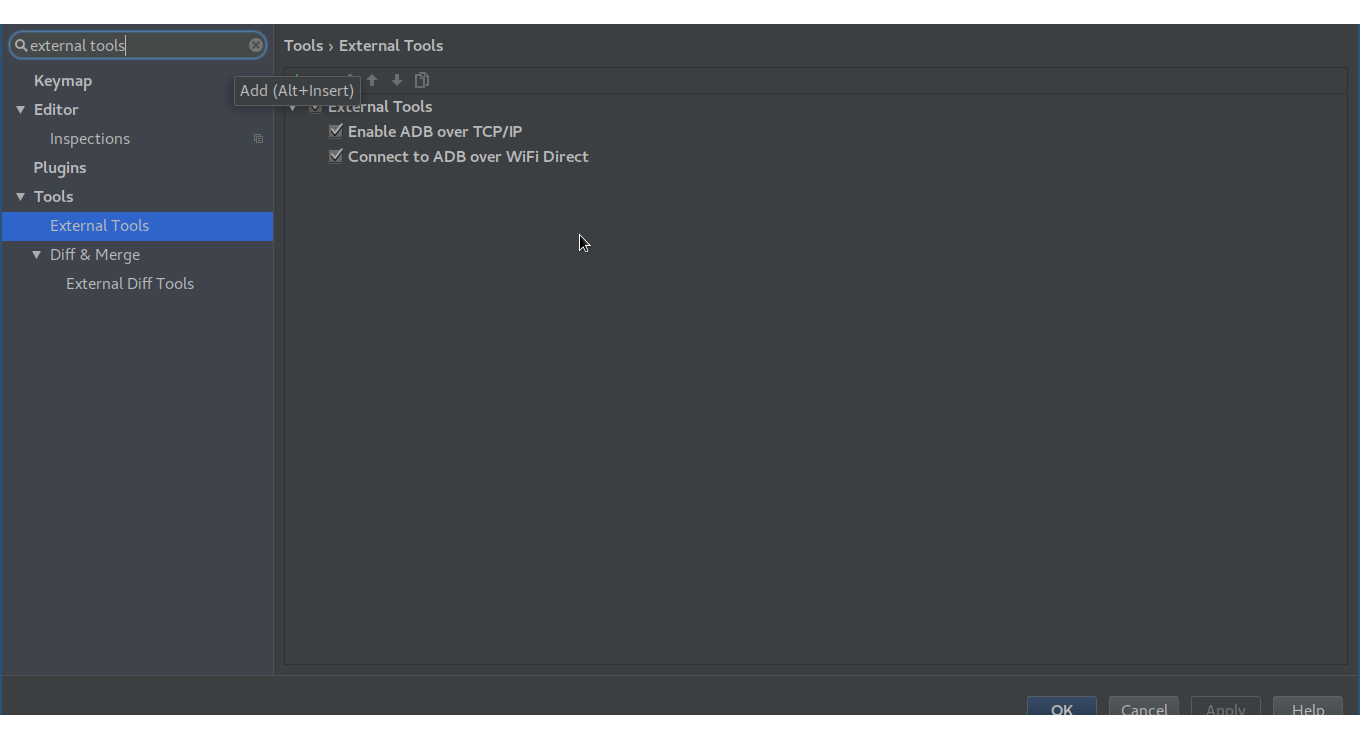 external tools
Tools › External Tools
Keymap
Add (Alt+Insert)
Editor
External Tools
Inspections
Enable ADB over TCP/IP
Connect to ADB over WiFi Direct
Plugins
Tools
External Tools
Diff & Merge
External Diff Tools
OK
Cancel
Apply
Help